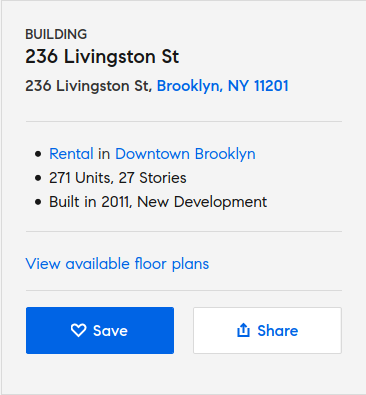 BUILDING
236 Livingston St
236 Livingston St, Brooklyn, NY 11201
Rental in Downtown Brooklyn
271 Units, 27 Stories
Built in 2011, New Development
View available floor plans
Save
Share